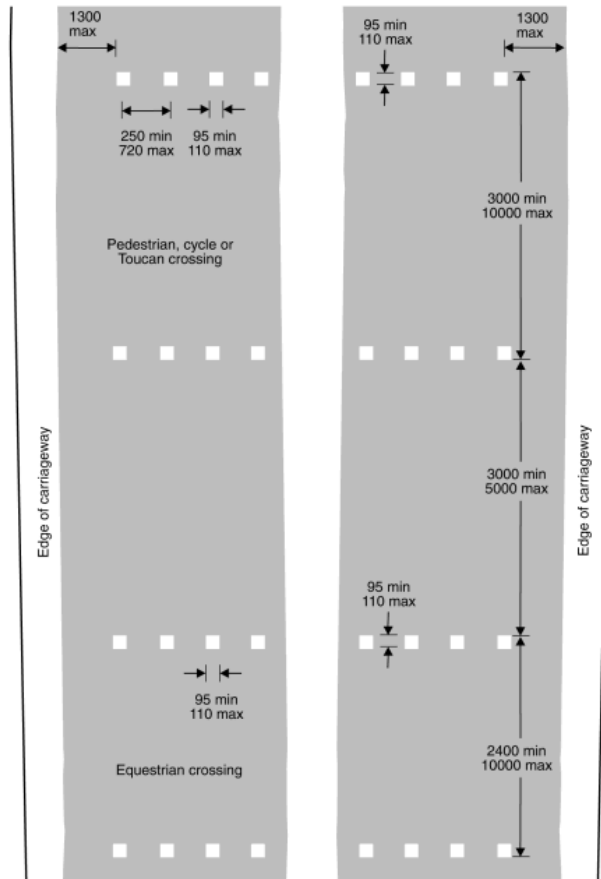 1300
max
95 min
110 max
1300
max
250 min
720 max
95 min
110 max
3000 min
10000 max
Pedestrian, cycle or
Toucan crossing
Edge of carriageway
3000 min
5000 max
Edge of carriageway
95 min
110 max
95 min
110 max
2400 min
10000 max
Equestrian crossing